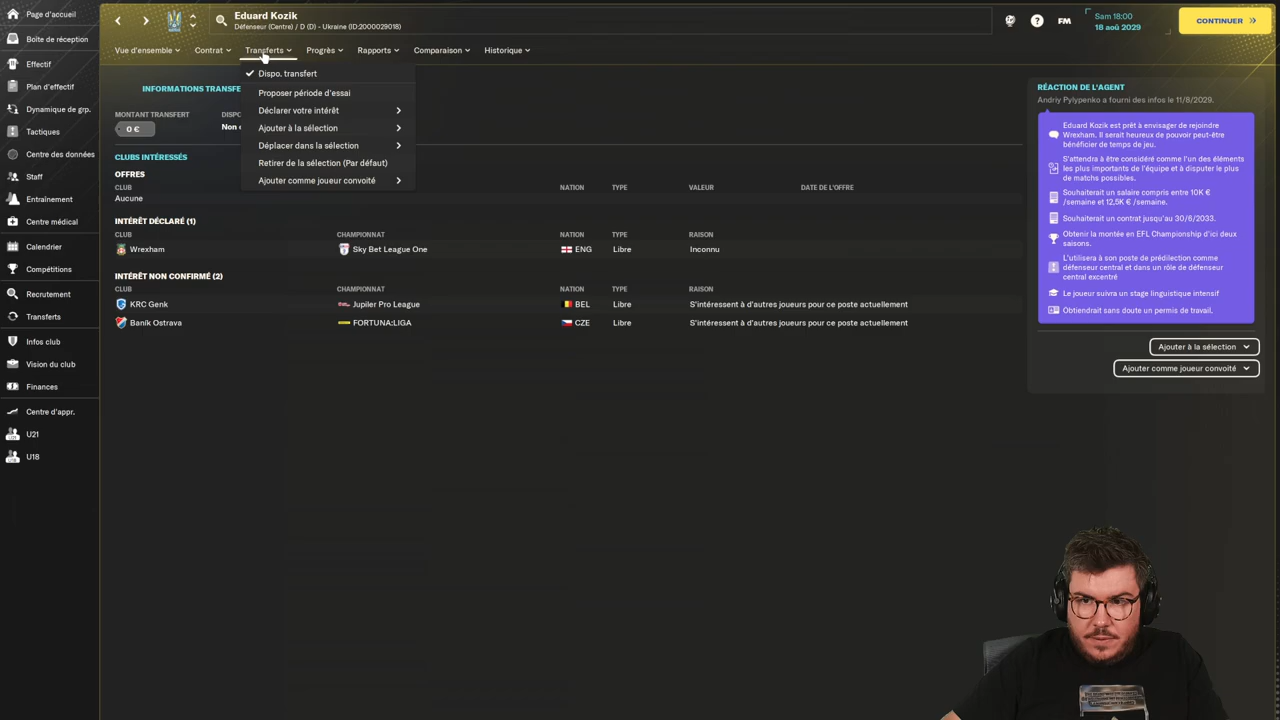 Page d'accueil
Boîte de réception
Effectif
Plan d'effectif
Dynamique de grp.
Tactiques
Centre des données
Staff
Entraînement
Centre médical
Calendrier
Compétitions
Recrutement
Transferts
Infos club
Vision du club
Finances
Centre d'appr.
U21
U18
Eduard Kozik
Défenseur (Centre) / D (D) - Ukraine (ID:2000029018)
FM
Sam 18:00
18 aoû 2029
CONTINUER
Vue d'ensemble
Contrat
Transferts
Progrès
Rapports
Comparaison
Historique
Dispo. transfert
Proposer période d'essai
Déclarer votre intérêt
Ajouter à la sélection
Déplacer dans la sélection
Retirer de la sélection (Par défaut)
Ajouter comme joueur convoité
INFORMATIONS TRANSFE
MONTANT TRANSFERT
0 €
CLUBS INTÉRESSÉS
OFFRES
CLUB NATION TYPE VALEUR DATE DE L'OFFRE
Aucune
INTÉRÊT DÉCLARÉ (1)
CLUB CHAMPIONNAT NATION TYPE RAISON
Wrexham Sky Bet League One ENG Libre Inconnu
INTÉRÊT NON CONFIRMÉ (2)
CLUB CHAMPIONNAT NATION TYPE RAISON
KRC Genk Jupiler Pro League BEL Libre S'intéressent à d'autres joueurs pour ce poste actuellement
Baník Ostrava FORTUNA:LIGA CZE Libre S'intéressent à d'autres joueurs pour ce poste actuellement
RÉACTION DE L'AGENT
Andriy Pylypenko a fourni des infos le 11/8/2029.
Eduard Kozik est prêt à envisager de rejoindre
Wrexham. Il serait heureux de pouvoir peut-être
bénéficier de temps de jeu.
S'attendra à être considéré comme l'un des éléments
les plus importants de l'équipe et à disputer le plus
de matchs possibles.
Souhaiterait un salaire compris entre 10K €
/semaine et 12,5K € /semaine.
Souhaiterait un contrat jusqu'au 30/6/2033.
Obtenir la montée en EFL Championship d'ici deux
saisons.
L'utilisera à son poste de prédilection comme
défenseur central et dans un rôle de défenseur
central excentré
Le joueur suivra un stage linguistique intensif
Obtiendrait sans doute un permis de travail.
Ajouter à la sélection
Ajouter comme joueur convoité